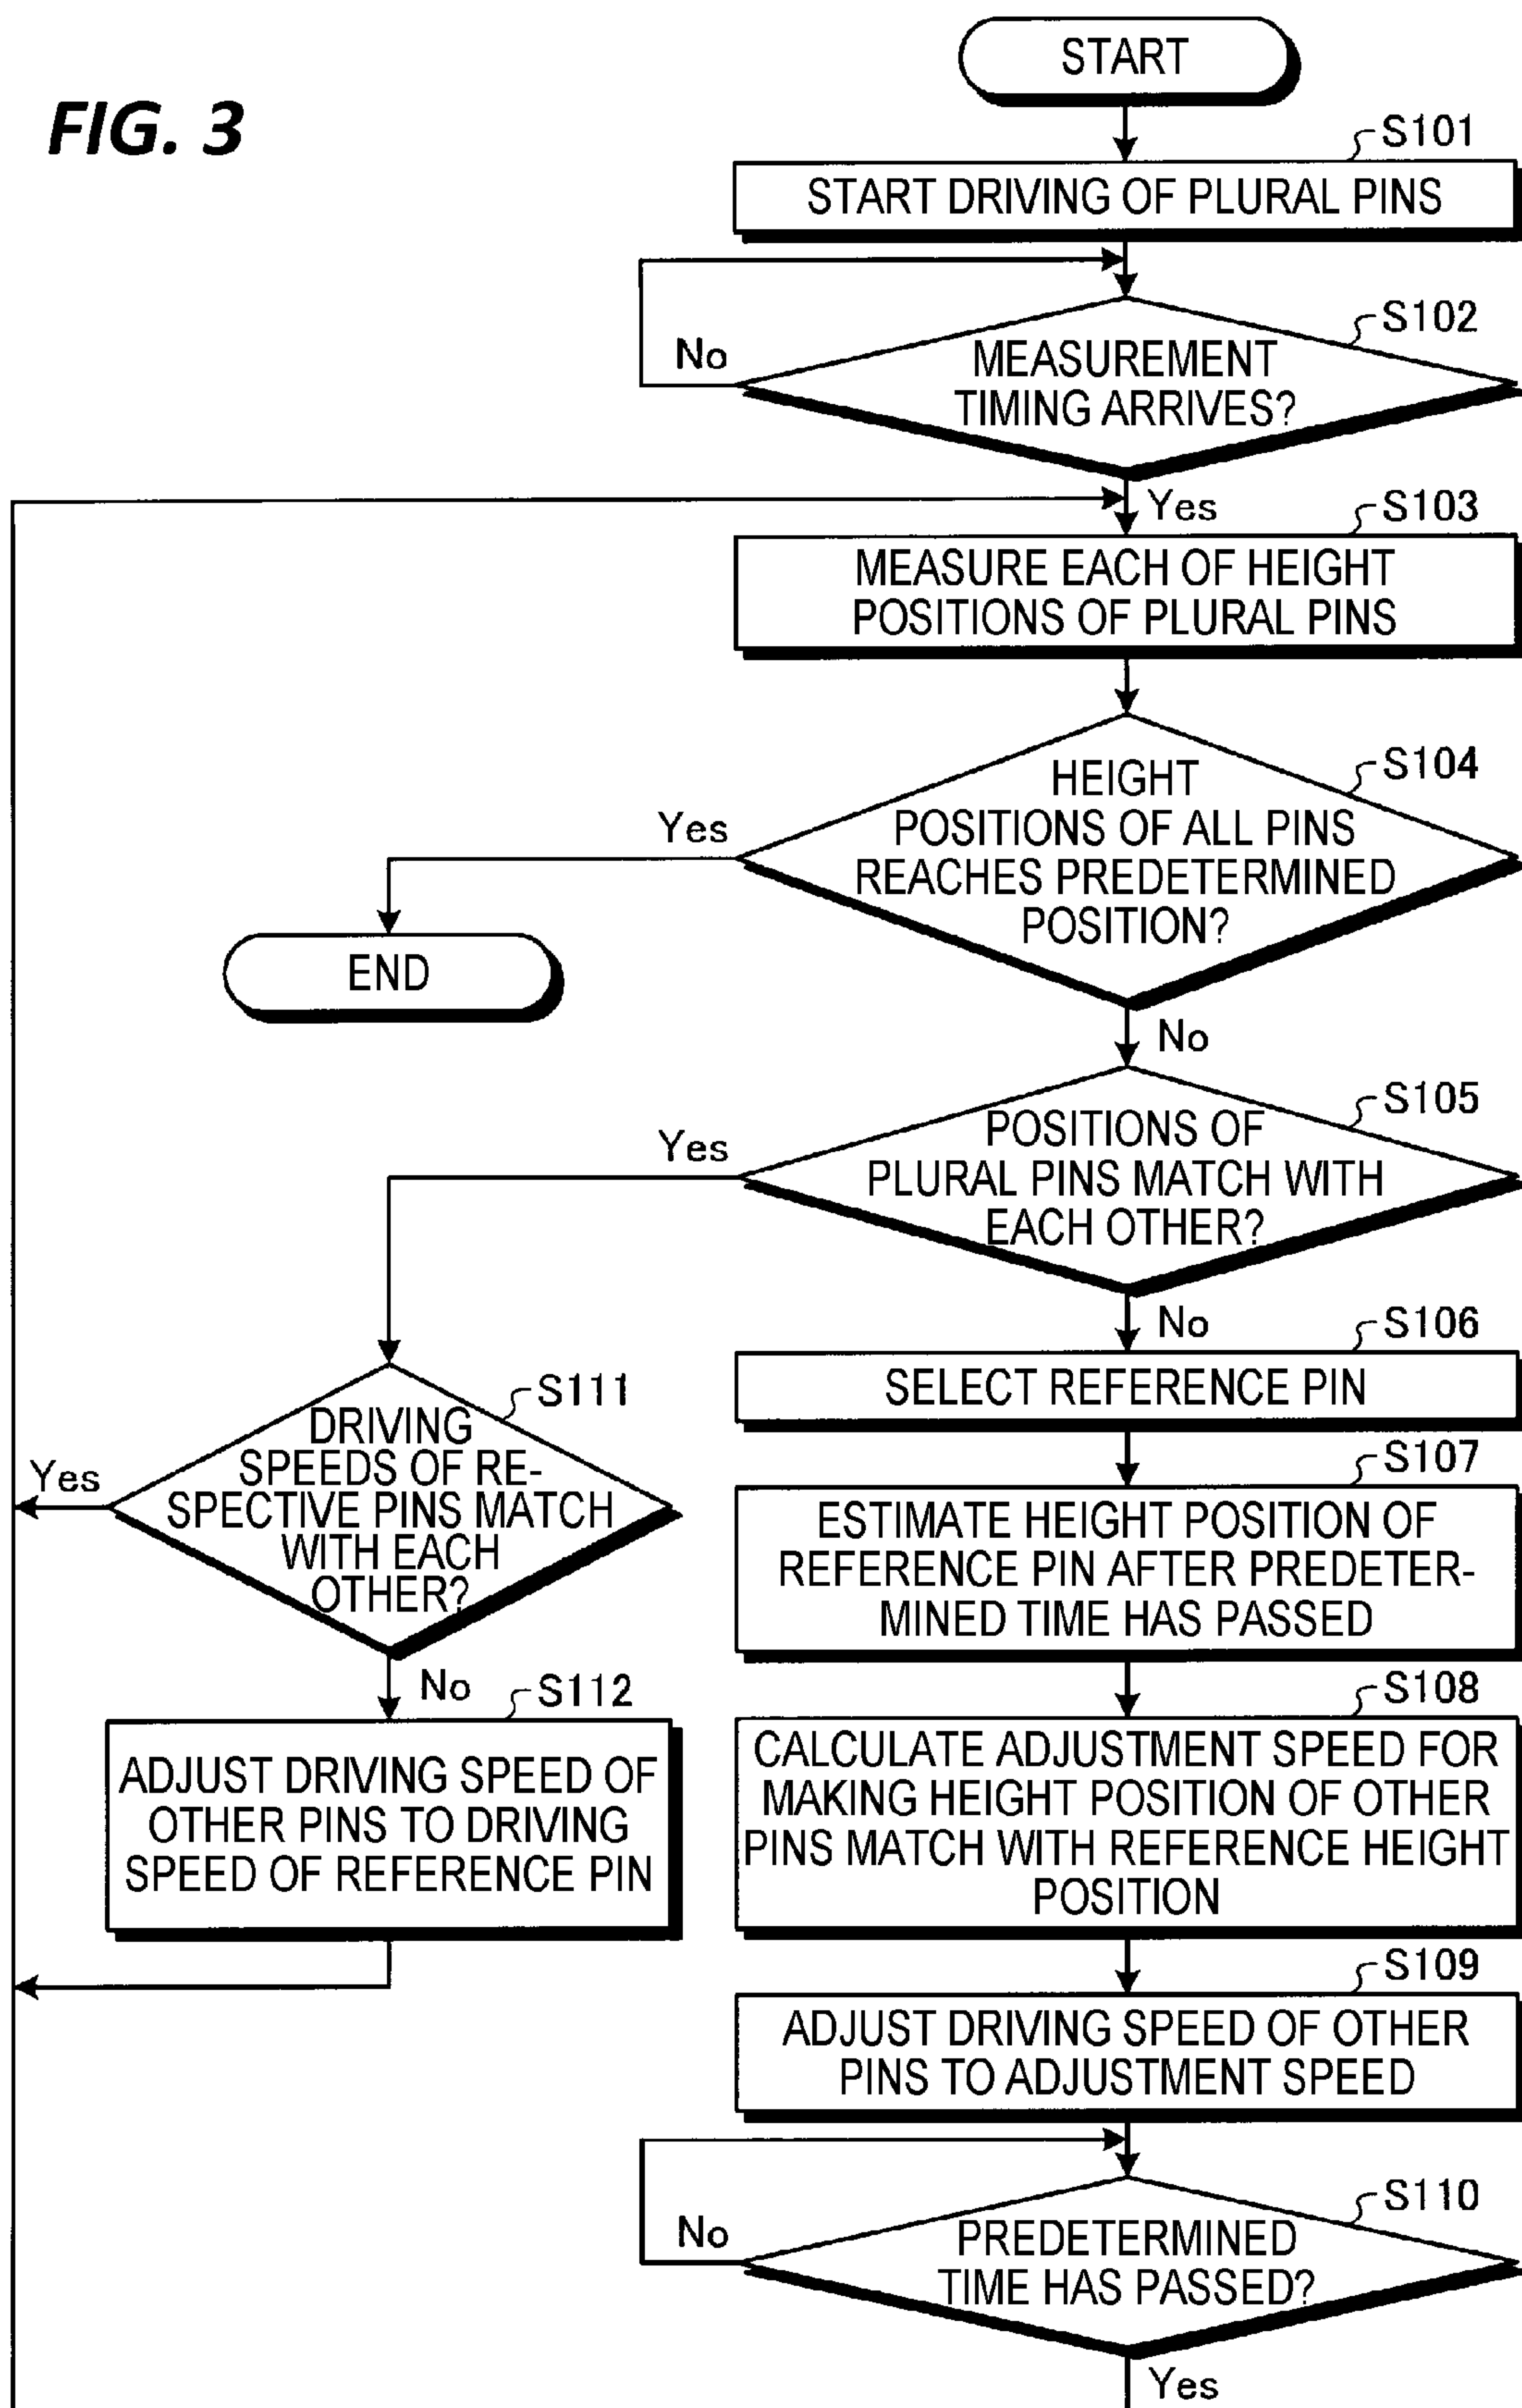 FIG. 3
START
S101
START DRIVING OF PLURAL PINS
S102
No
MEASUREMENT
TIMING ARRIVES?
Yes
S103
MEASURE EACH OF HEIGHT
POSITIONS OF PLURAL PINS
S104
HEIGHT
POSITIONS OF ALL PINS
REACHES PREDETERMINED
POSITION?
Yes
END
No
S105
POSITIONS OF
PLURAL PINS MATCH WITH
EACH OTHER?
Yes
No
S106
SELECT REFERENCE PIN
S111
DRIVING
SPEEDS OF RE-
SPECTIVE PINS MATCH
WITH EACH
OTHER?
Yes
S107
ESTIMATE HEIGHT POSITION OF
REFERENCE PIN AFTER PREDETER-
MINED TIME HAS PASSED
No
S112
ADJUST DRIVING SPEED OF
OTHER PINS TO DRIVING
SPEED OF REFERENCE PIN
S108
CALCULATE ADJUSTMENT SPEED FOR
MAKING HEIGHT POSITION OF OTHER
PINS MATCH WITH REFERENCE HEIGHT
POSITION
S109
ADJUST DRIVING SPEED OF OTHER
PINS TO ADJUSTMENT SPEED
S110
No
PREDETERMINED
TIME HAS PASSED?
Yes